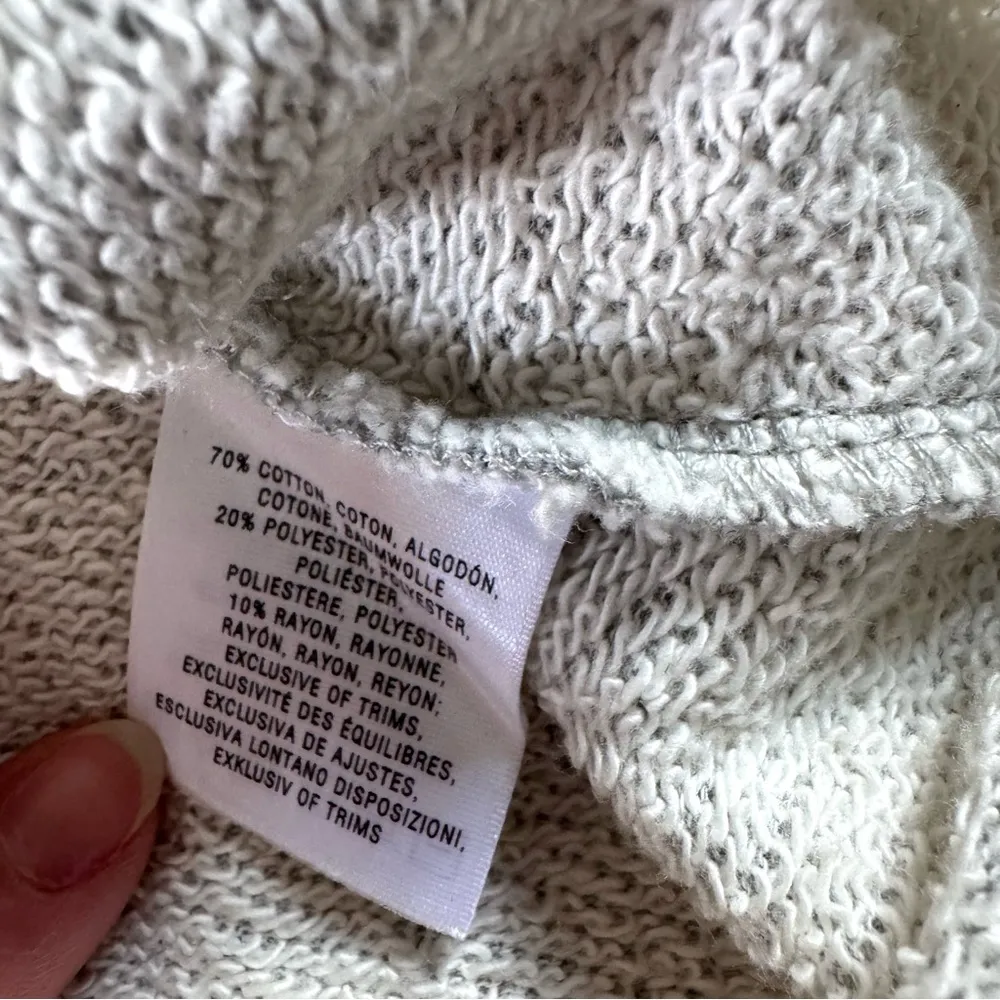 70% COTTON, COTON, ALGODÓN,
COTONE, BAUMWOLLE
20% POLYESTER, POLYESTER,
POLIÉSTER,
POLIESTERE, POLYESTER
10% RAYON, RAYONNE,
RAYÓN, RAYON, REYON;
EXCLUSIVE OF TRIMS,
EXCLUSIVITÉ DES ÉQUILIBRES,
EXCLUSIVA DE AJUSTES,
ESCLUSIVA LONTANO DISPOSIZIONI,
EXKLUSIV OF TRIMS